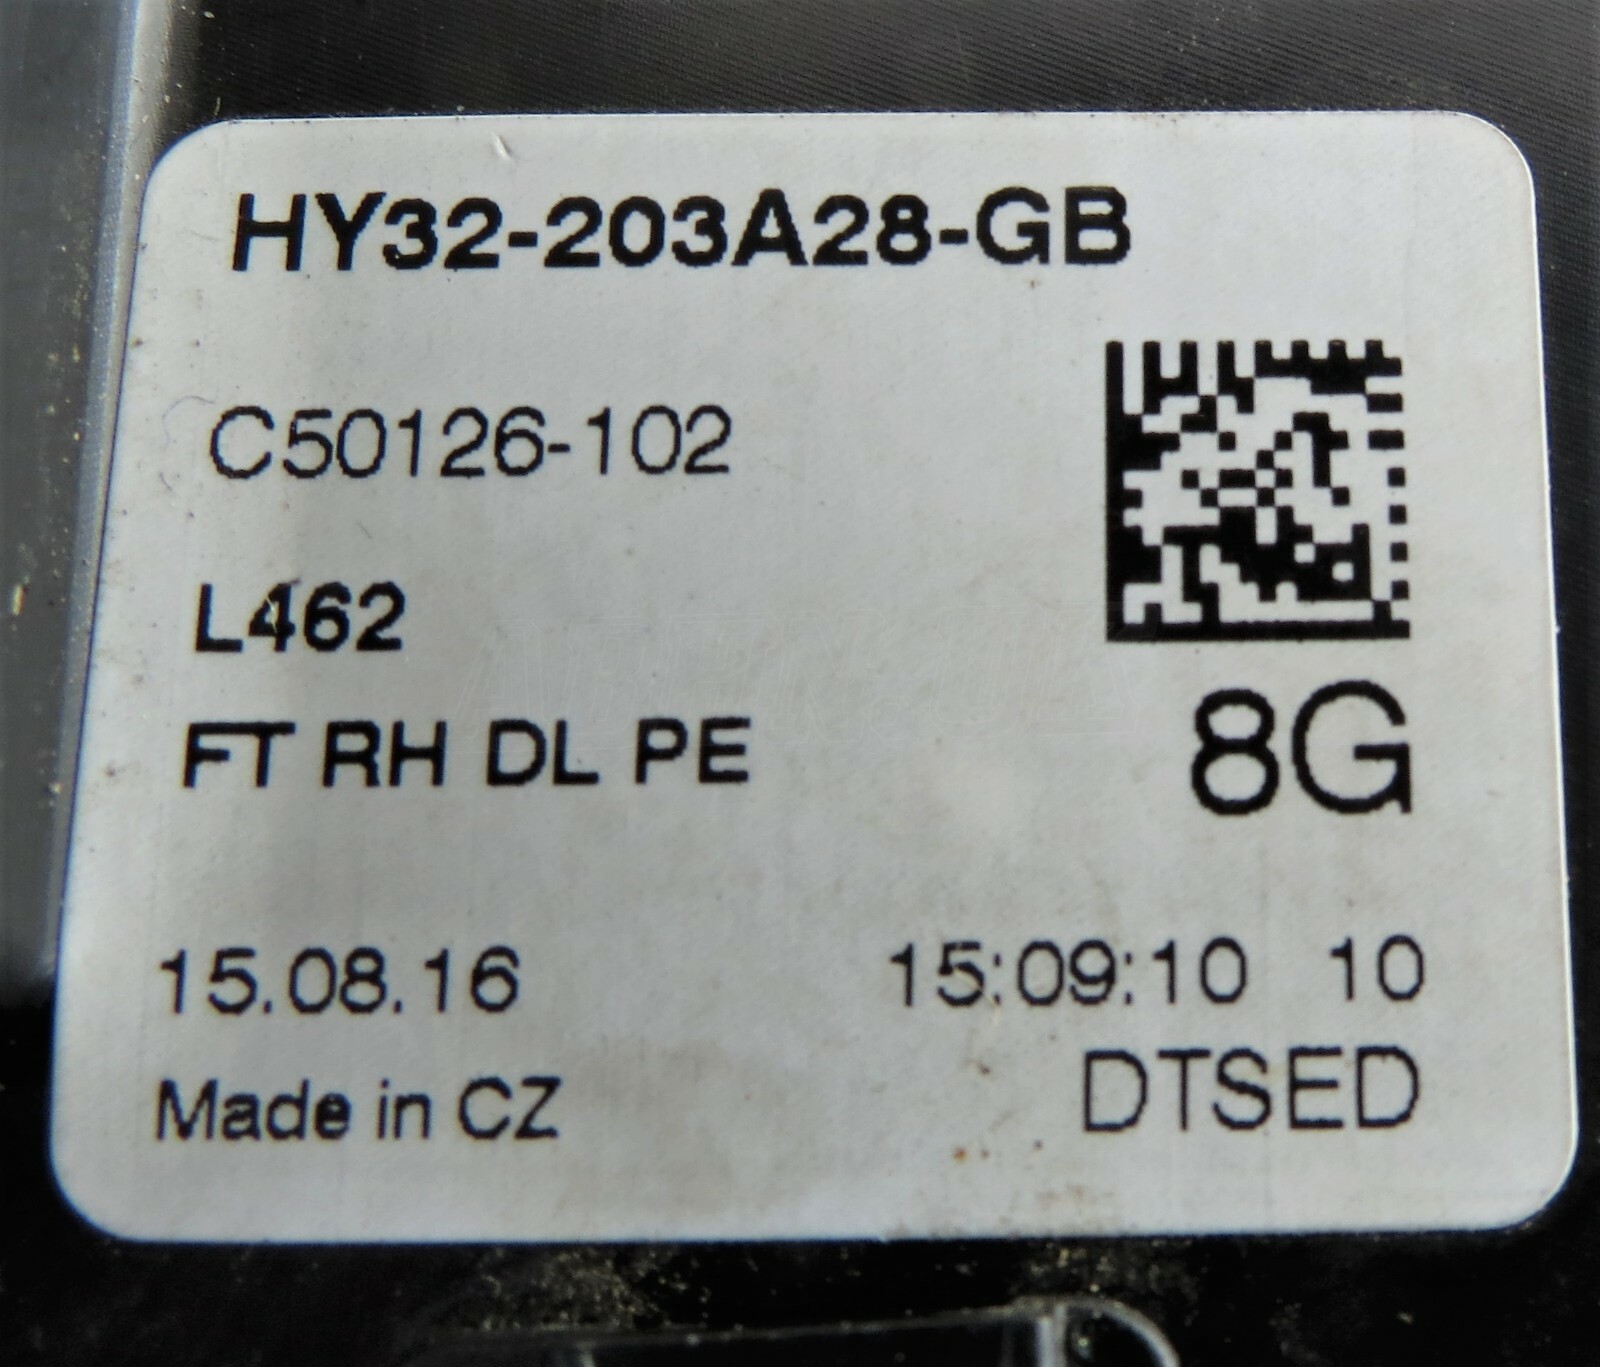 HY32-203A28-GB
C50126-102
L462
FT RH DL PE
8G
15.08.16 15:09:10 10
Made in CZ DTSED